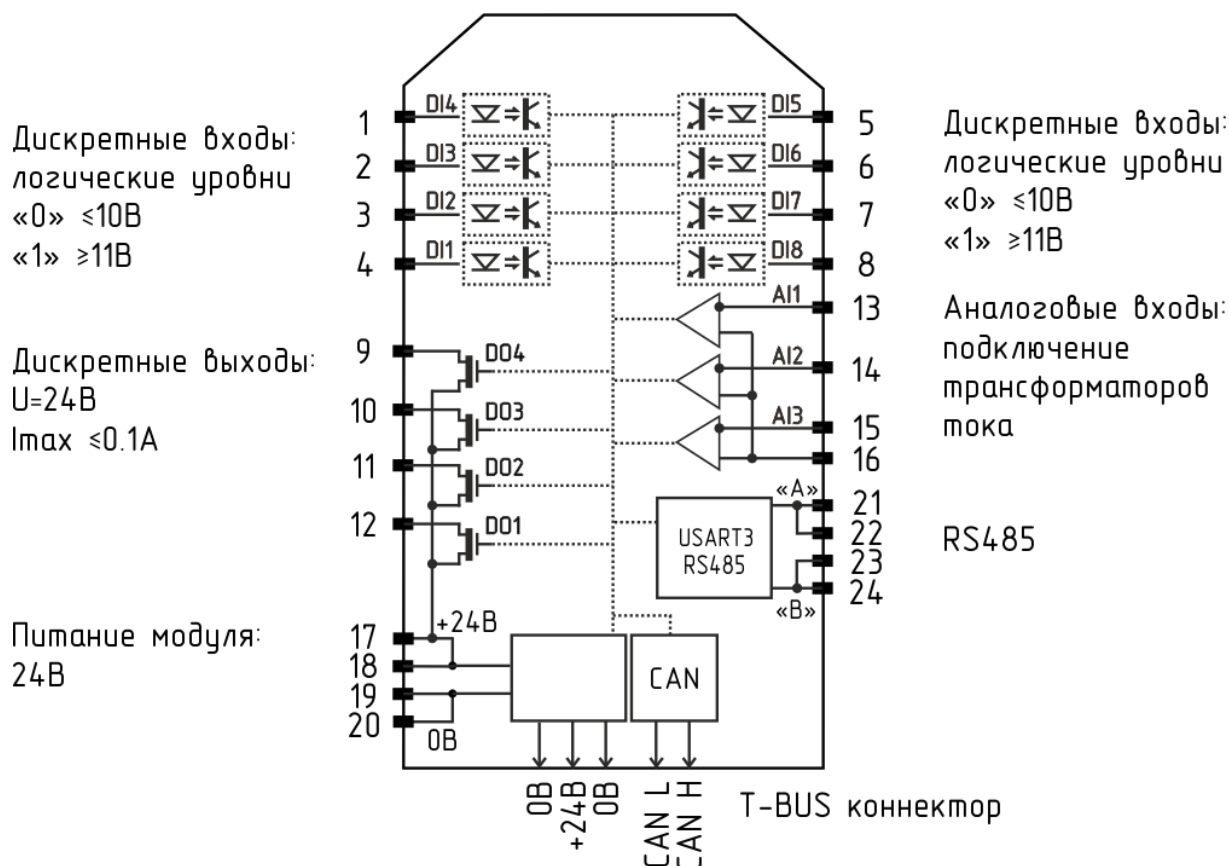 Дискретные входы:
логические уровни
«0» ≤10В
«1» ≥11В
Дискретные выходы:
U=24В
Imax ≤0.1А
Питание модуля:
24В
1
2
3
4
9
10
11
12
17
18
19
20
DI4
DI3
DI2
DI1
DO4
DO3
DO2
DO1
+24В
0В
DI5
DI6
DI7
DI8
AI1
AI2
AI3
«А»
USART3
RS485
«В»
CAN
5
6
7
8
13
14
15
16
21
22
23
24
Дискретные входы:
логические уровни
«0» ≤10В
«1» ≥11В
Аналоговые входы:
подключение
трансформаторов
тока
RS485
0В
+24В
0В
CAN L
CAN H
T-BUS коннектор